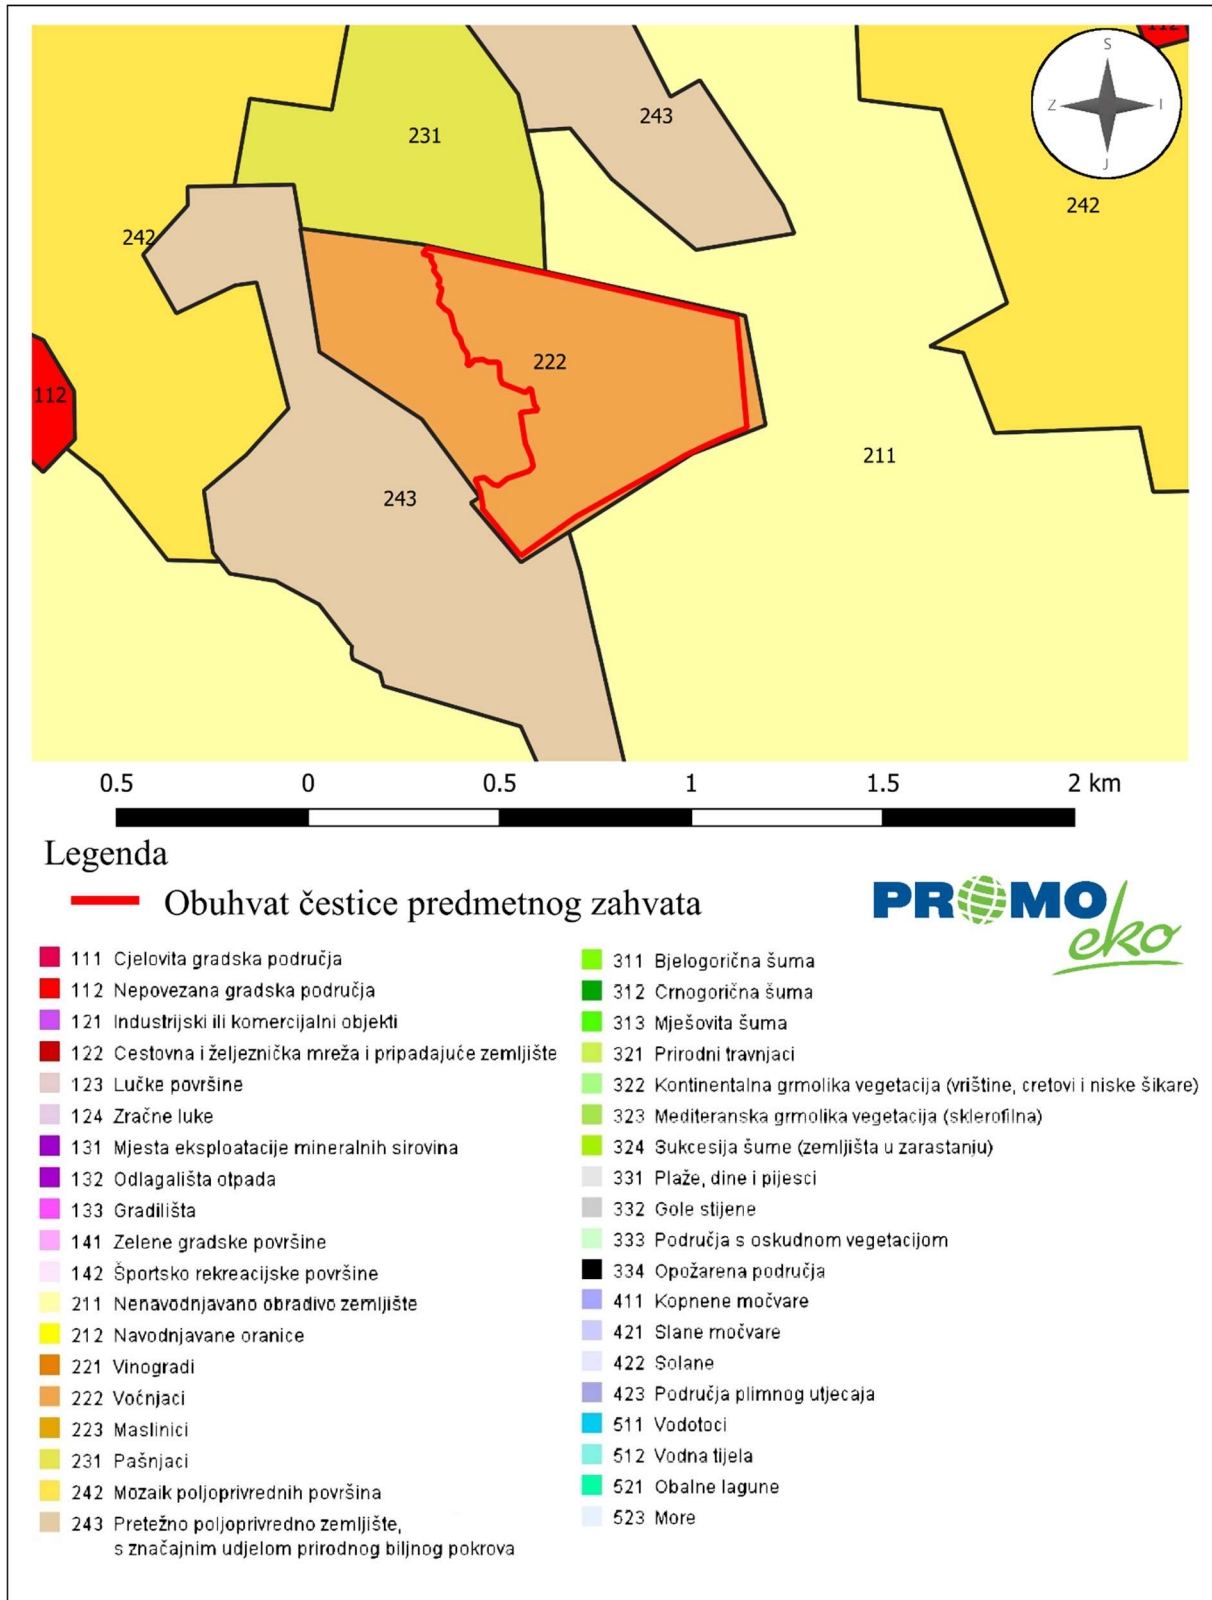 112
S
Z
I
J
243
231
242
242
222
112
211
243
0.5 0 0.5 1 1.5 2 km
Legenda
Obuhvat čestice predmetnog zahvata
PROMO eko
111 Cjelovita gradska područja
112 Nepovezana gradska područja
121 Industrijski ili komercijalni objekti
122 Cestovna i željeznička mreža i pripadajuće zemljište
123 Lučke površine
124 Zračne luke
131 Mjesta eksploatacije mineralnih sirovina
132 Odlagališta otpada
133 Gradilišta
141 Zelene gradske površine
142 Športsko rekreacijske površine
211 Nenavodnjavano obradivo zemljište
212 Navodnjavane oranice
221 Vinogradi
222 Voćnjaci
223 Maslinici
231 Pašnjaci
242 Mozaik poljoprivrednih površina
243 Pretežno poljoprivredno zemljište,
s značajnim udjelom prirodnog biljnog pokrova
311 Bjelogorična šuma
312 Crnogorična šuma
313 Mješovita šuma
321 Prirodni travnjaci
322 Kontinentalna grmolika vegetacija (vrištine, cretovi i niske šikare)
323 Mediteranska grmolika vegetacija (sklerofilna)
324 Sukcesija šume (zemljišta u zarastanju)
331 Plaže, dine i pijesci
332 Gole stijene
333 Područja s oskudnom vegetacijom
334 Opožarena područja
411 Kopnene močvare
421 Slane močvare
422 Solane
423 Područja plimnog utjecaja
511 Vodotoci
512 Vodna tijela
521 Obalne lagune
523 More